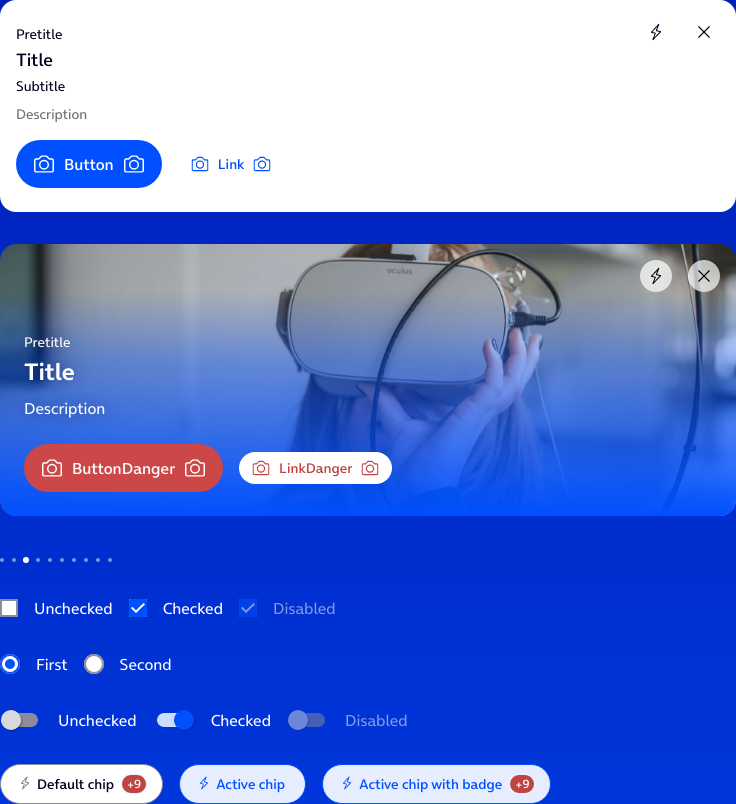 Pretitle
Title
Subtitle
Description
Button Link
oculus
Pretitle
Title
Description
ButtonDanger LinkDanger
Unchecked Checked Disabled
First Second
Unchecked Checked Disabled
Default chip +9 Active chip Active chip with badge +9